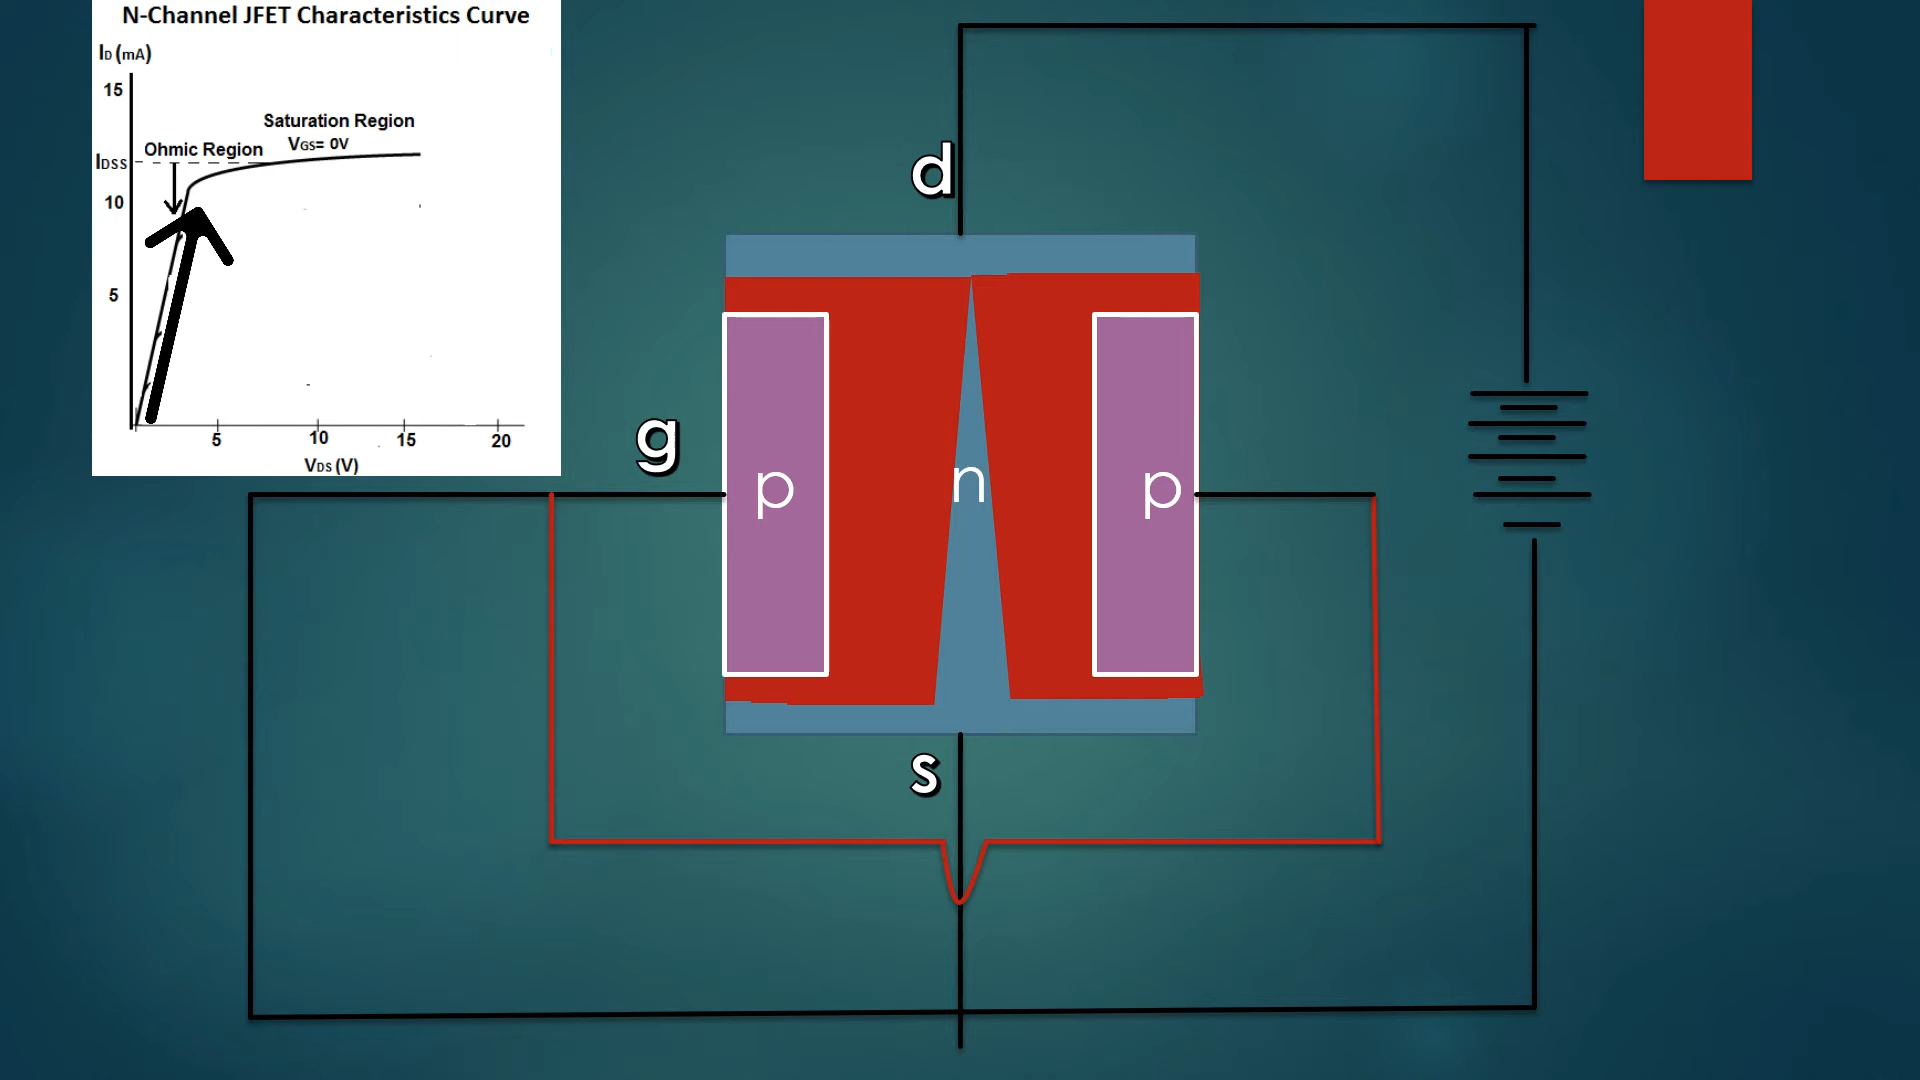 N-Channel JFET Characteristics Curve
ID (mA)
15
Saturation Region
Ohmic Region
VGS= 0V
IDSS
10
5
5
10
15
20
VDS (V)
d
g
p
n
p
s